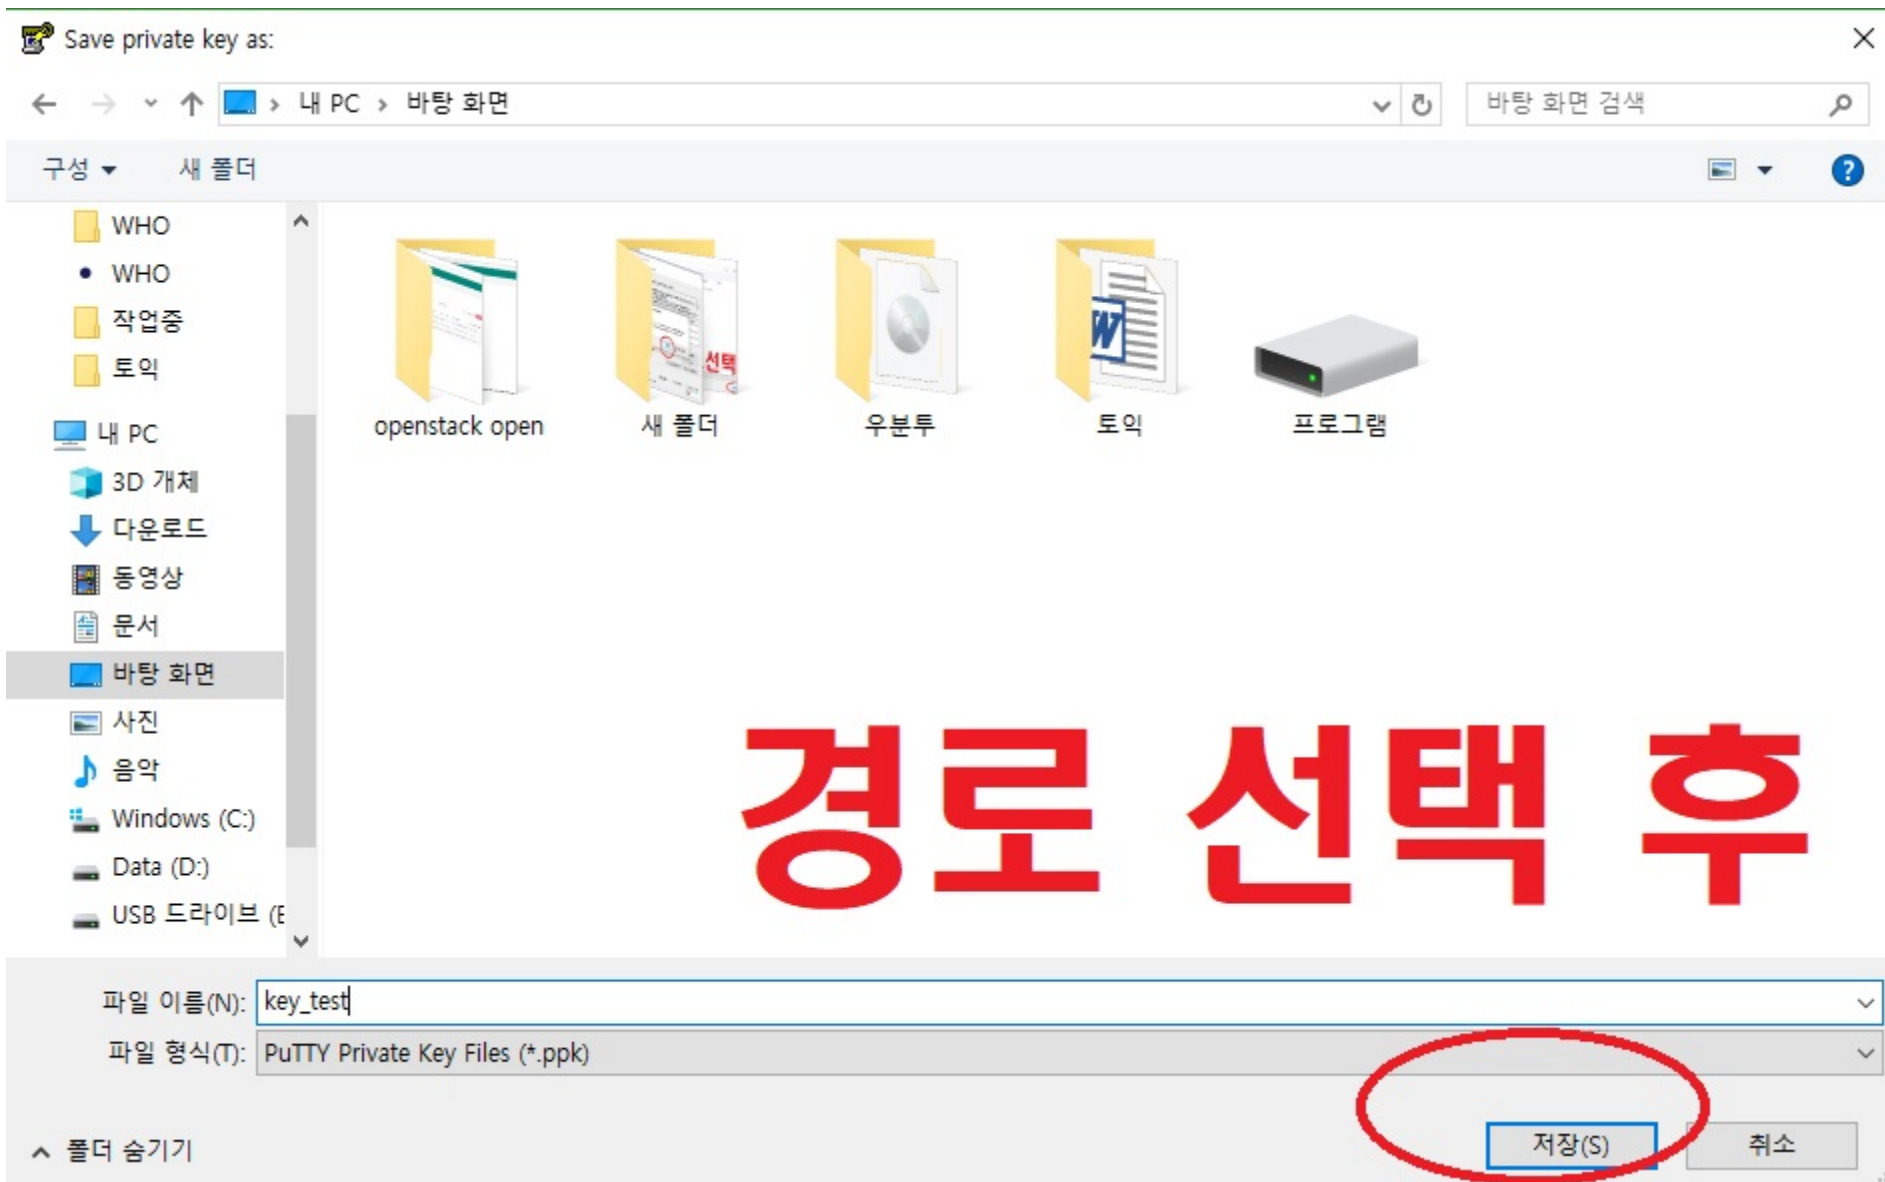 Save private key as:
내 PC > 바탕 화면
바탕 화면 검색
구성
새 폴더
WHO
WHO
작업중
토익
내 PC
3D 개체
다운로드
동영상
문서
바탕 화면
사진
음악
Windows (C:)
Data (D:)
USB 드라이브 (E
openstack open
새 폴더
우분투
토익
프로그램
선택
경로 선택 후
파일 이름(N): key_test
파일 형식(T): PuTTY Private Key Files (*.ppk)
폴더 숨기기
저장(S)
취소